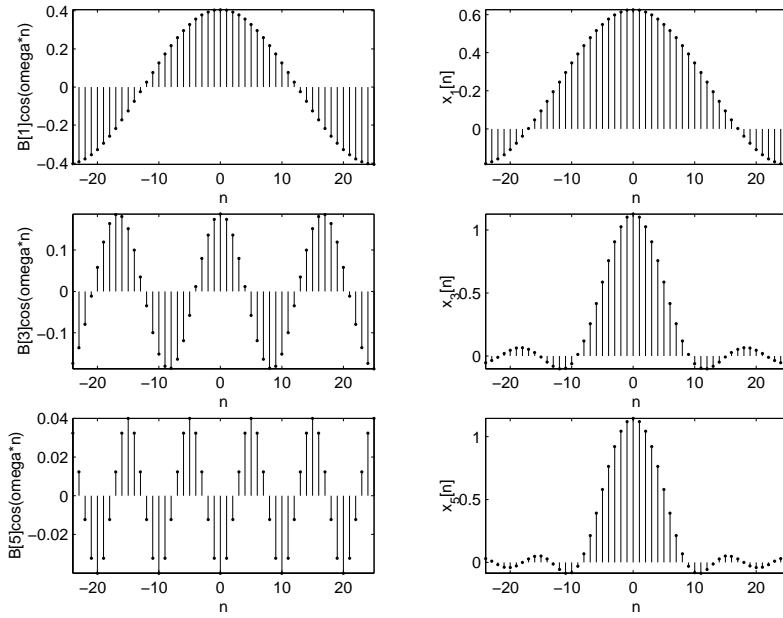 0.4
0.2
0
−0.2
−0.4
−20 −10 0 10 20
n
B[1]cos(omega*n)
0.6
0.4
0.2
0
−20 −10 0 10 20
n
x1[n]
0.1
0
−0.1
−20 −10 0 10 20
n
B[3]cos(omega*n)
1
0.5
0
−20 −10 0 10 20
n
x3[n]
0.04
0.02
0
−0.02
−20 −10 0 10 20
n
B[5]cos(omega*n)
1
0.5
0
−20 −10 0 10 20
n
x5[n]